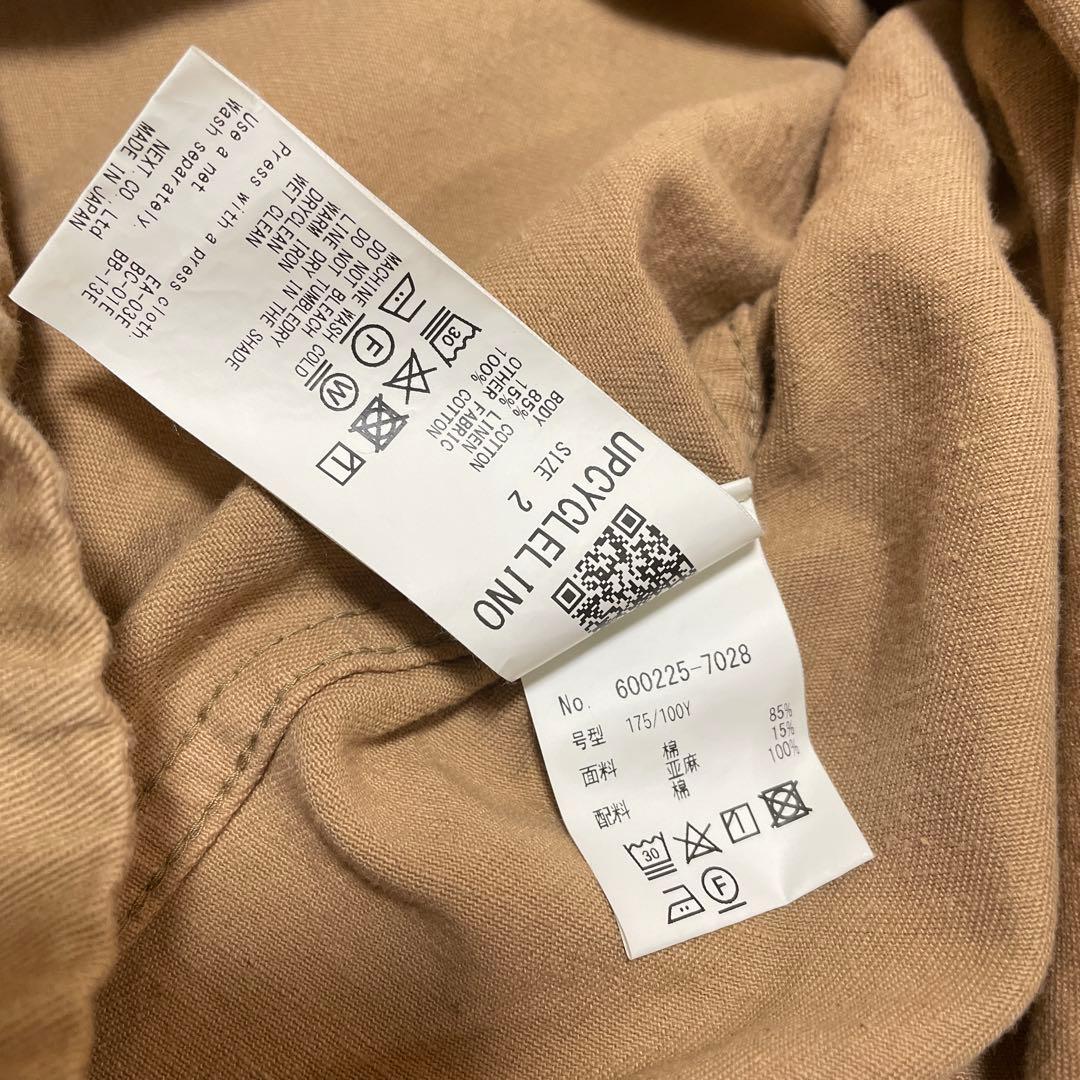 UPCYCLELINO
SIZE 2
BODY
85% COTTON
15% LINEN
OTHER FABRIC
100% COTTON
30
F
W
MACHINE WASH COLD
DO NOT BLEACH
DO NOT TUMBLEDRY
LINE DRY IN THE SHADE
WARM IRON
DRYCLEAN
WET CLEAN
Press with a press cloth.
Use a net
Wash separately.
EA-03E
BC-01E
BB-13E
NEXT. CO Ltd
MADE IN JAPAN
No. 600225-7028
号型 175/100Y
面料 棉 85%
亚麻 15%
配料 棉 100%
30
F